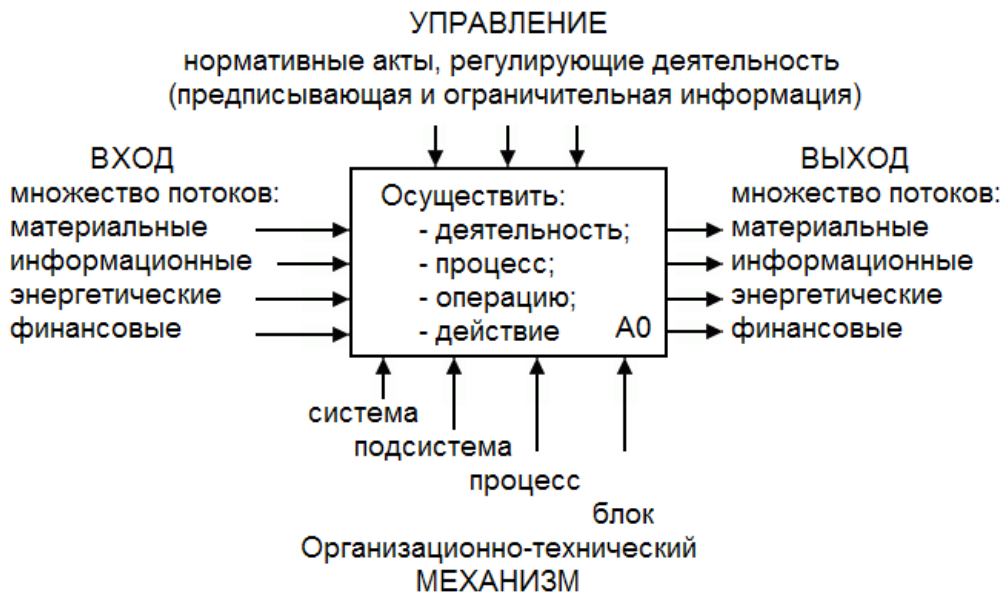 УПРАВЛЕНИЕ
нормативные акты, регулирующие деятельность
(предписывающая и ограничительная информация)
ВХОД
множество потоков:
материальные
информационные
энергетические
финансовые
Осуществить:
- деятельность;
- процесс;
- операцию;
- действие
А0
ВЫХОД
множество потоков:
материальные
информационные
энергетические
финансовые
система
подсистема
процесс
блок
Организационно-технический
МЕХАНИЗМ